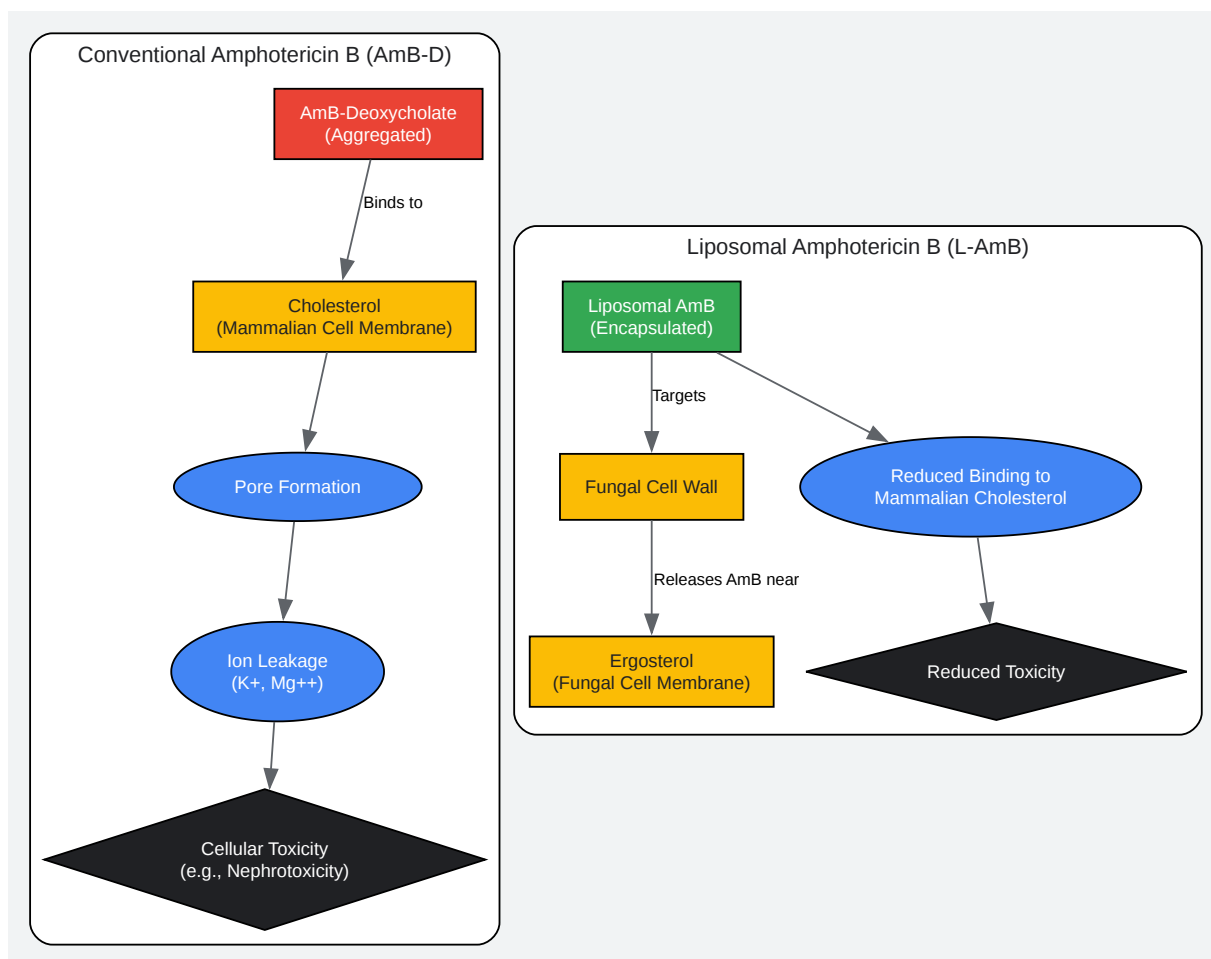 Conventional Amphotericin B (AmB-D)
AmB-Deoxycholate
(Aggregated)
Binds to
Cholesterol
(Mammalian Cell Membrane)
Pore Formation
Ion Leakage
(K+, Mg++)
Cellular Toxicity
(e.g., Nephrotoxicity)
Liposomal Amphotericin B (L-AmB)
Liposomal AmB
(Encapsulated)
Targets
Fungal Cell Wall
Releases AmB near
Ergosterol
(Fungal Cell Membrane)
Reduced Binding to
Mammalian Cholesterol
Reduced Toxicity